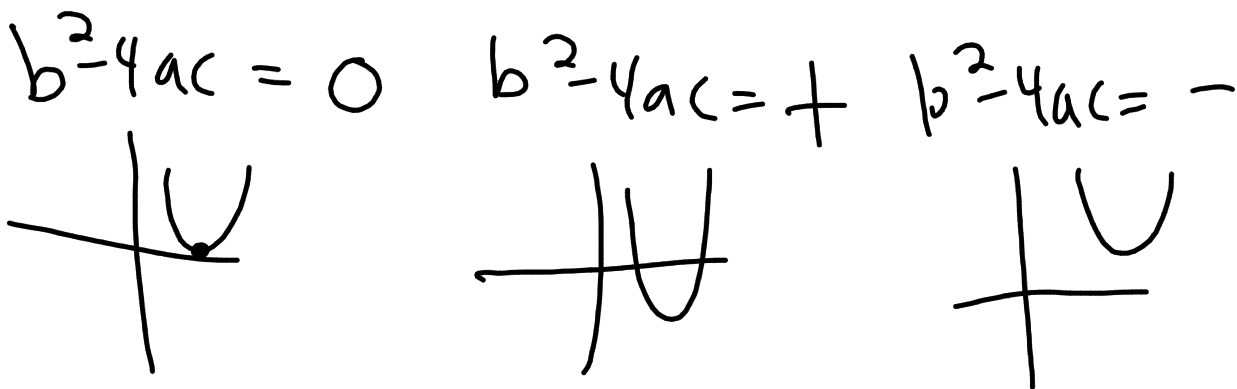 b²-4ac = 0 b²-4ac = + b²-4ac = -